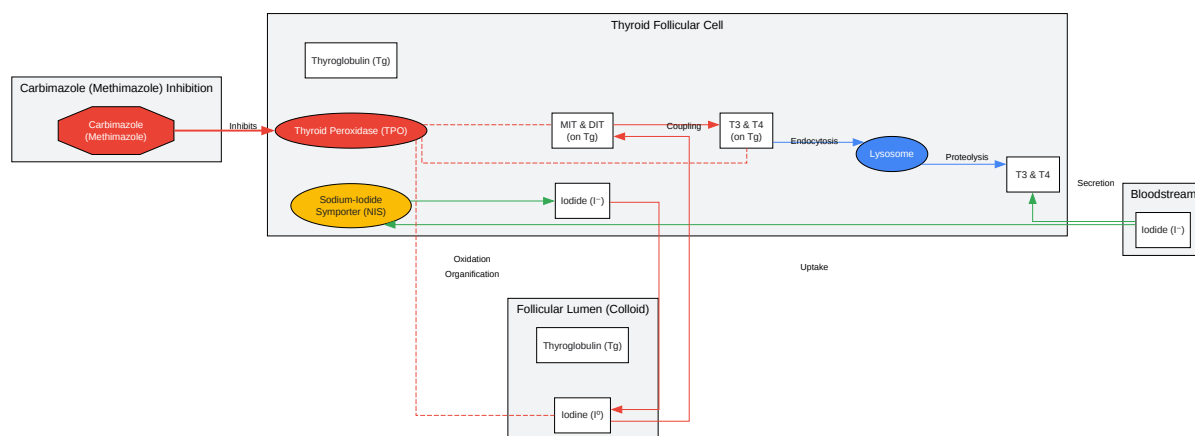 Thyroid Follicular Cell
Thyroglobulin (Tg)
Carbimazole (Methimazole) Inhibition
Carbimazole
(Methimazole)
Inhibits
Thyroid Peroxidase (TPO)
MIT & DIT
(on Tg)
Coupling
T3 & T4
(on Tg)
Endocytosis
Lysosome
Proteolysis
T3 & T4
Secretion
Bloodstream
Iodide (I⁻)
Sodium-Iodide
Symporter (NIS)
Iodide (I⁻)
Oxidation
Organification
Uptake
Follicular Lumen (Colloid)
Thyroglobulin (Tg)
Iodine (I⁰)